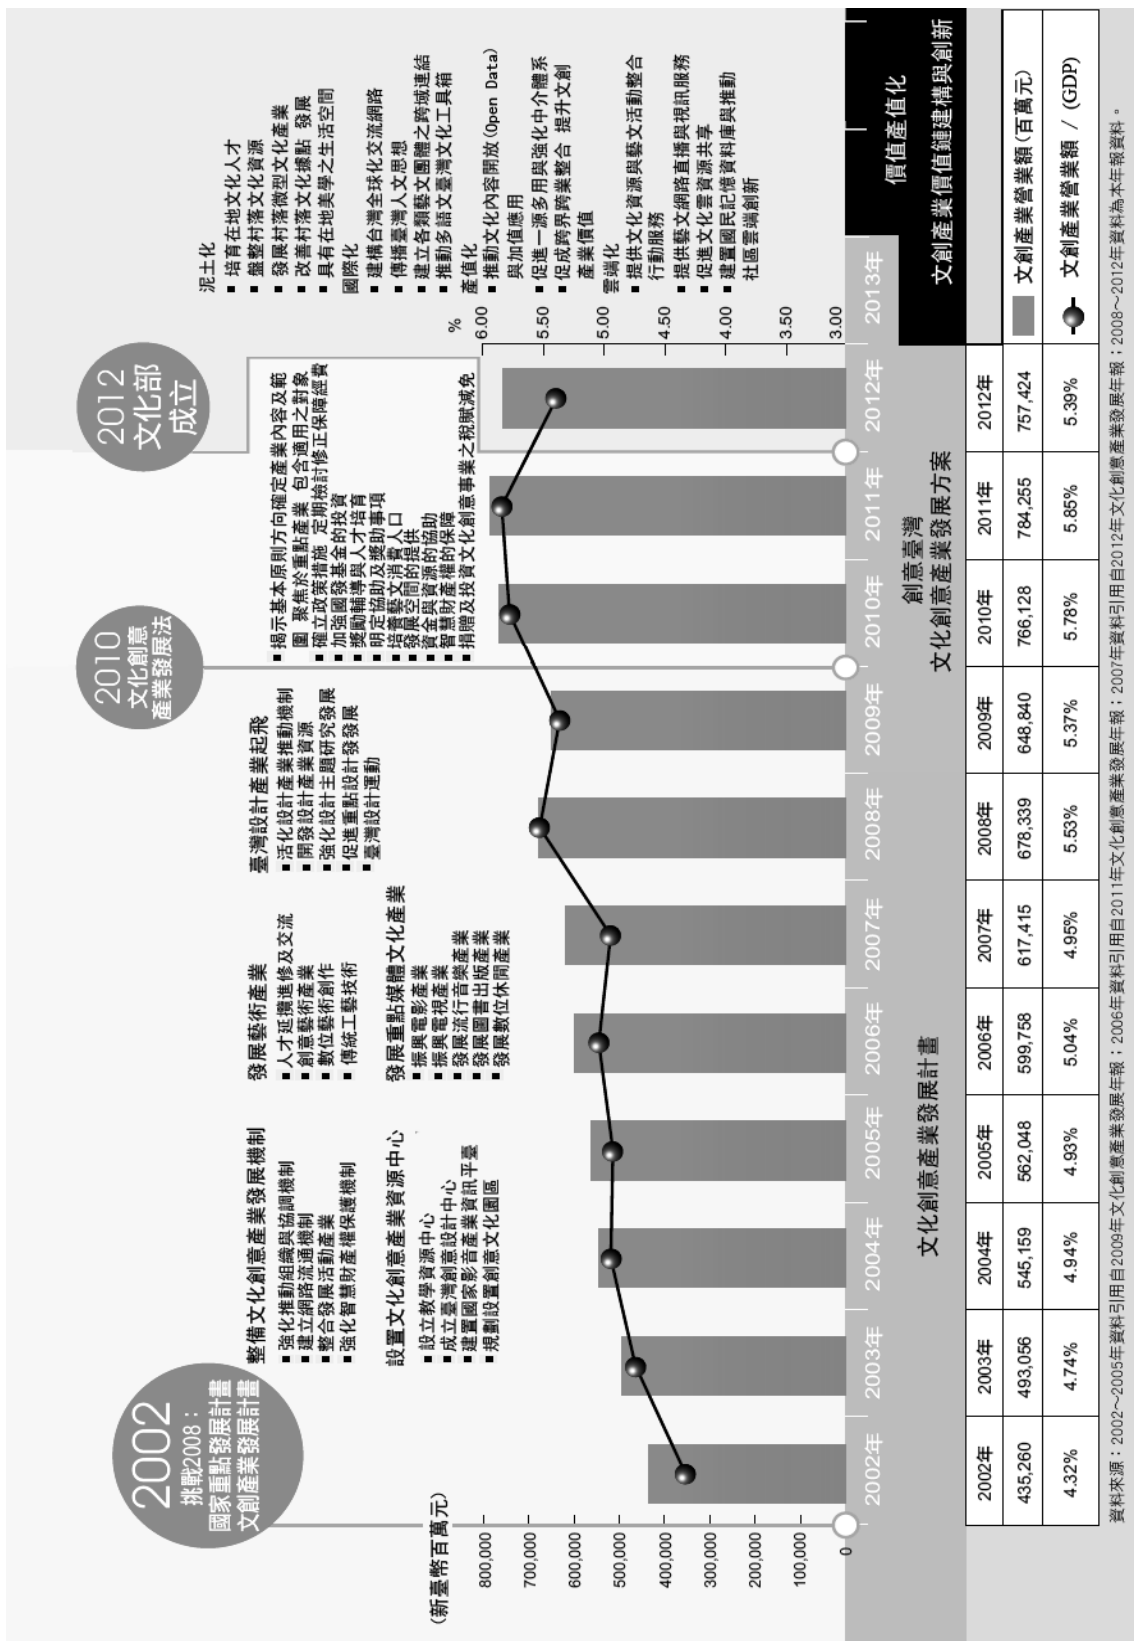 2002
挑戰2008：
國家重點發展計畫
文創產業發展計畫
2010
文化創意
產業發展法
2012
文化部
成立
整備文化創意產業發展機制
▪ 強化推動組織與協調機制
▪ 建立網路流通機制
▪ 整合發展活動產業
▪ 強化智慧財產權保護機制
設置文化創意產業資源中心
▪ 設立教學資源中心
▪ 成立臺灣創意設計中心
▪ 建置國家影音產業資訊平臺
▪ 規劃設置創意文化園區
發展藝術產業
▪ 人才延攬進修及交流
▪ 創意藝術產業
▪ 數位藝術創作
▪ 傳統工藝技術
發展重點媒體文化產業
▪ 振興電影產業
▪ 振興電視產業
▪ 發展流行音樂產業
▪ 發展圖書出版產業
▪ 發展數位休閒產業
臺灣設計產業起飛
▪ 活化設計產業推動機制
▪ 開發設計產業資源
▪ 強化設計主題研究發展
▪ 促進重點設計發發展
▪ 臺灣設計運動
▪ 揭示基本原則方向確定產業內容及範
圍 聚焦於重點產業 包含適用之對象
▪ 確立政策措施 定期檢討修正保障經費
▪ 加強國發基金的投資
▪ 獎勵輔導與人才培育
▪ 明定協助及獎助事項
▪ 培養藝文消費人口
▪ 發展空間的提供
▪ 資金與資源的協助
▪ 智慧財產權的保障
▪ 捐贈及投資文化創意事業之稅賦減免
泥土化
▪ 培育在地文化人才
▪ 盤整村落文化資源
▪ 發展村落微型文化產業
▪ 改善村落文化據點 發展
▪ 具有在地美學之生活空間
國際化
▪ 建構台灣全球化交流網路
▪ 傳播臺灣人文思想
▪ 建立各類藝文團體之跨域連結
▪ 推動多語文臺灣文化工具箱
產值化
▪ 推動文化內容開放(Open Data)
與加值應用
▪ 促進一源多用與強化中介體系
▪ 促成跨界跨業整合 提升文創
產業價值
雲端化
▪ 提供文化資源與藝文活動整合
行動服務
▪ 提供藝文網路直播與視訊服務
▪ 促進文化雲資源共享
▪ 建置國民記憶資料庫與推動
社區雲端創新
(新臺幣百萬元)
800,000
700,000
600,000
500,000
400,000
300,000
200,000
100,000
0
%
6.00
5.50
5.00
4.50
4.00
3.50
3.00
2002年 2003年 2004年 2005年 2006年 2007年 2008年 2009年 2010年 2011年 2012年 2013年
文化創意產業發展計畫
創意臺灣
文化創意產業發展方案
價值產值化
文創產業價值鏈建構與創新
2002年 2003年 2004年 2005年 2006年 2007年 2008年 2009年 2010年 2011年 2012年
435,260 493,056 545,159 562,048 599,758 617,415 678,339 648,840 766,128 784,255 757,424 文創產業營業額(百萬元)
4.32% 4.74% 4.94% 4.93% 5.04% 4.95% 5.53% 5.37% 5.78% 5.85% 5.39% 文創產業營業額 / (GDP)
資料來源：2002～2005年資料引用自2009年文化創意產業發展年報；2006年資料引用自2011年文化創意產業發展年報；2007年資料引用自2012年文化創意產業發展年報；2008～2012年資料為本年報資料。